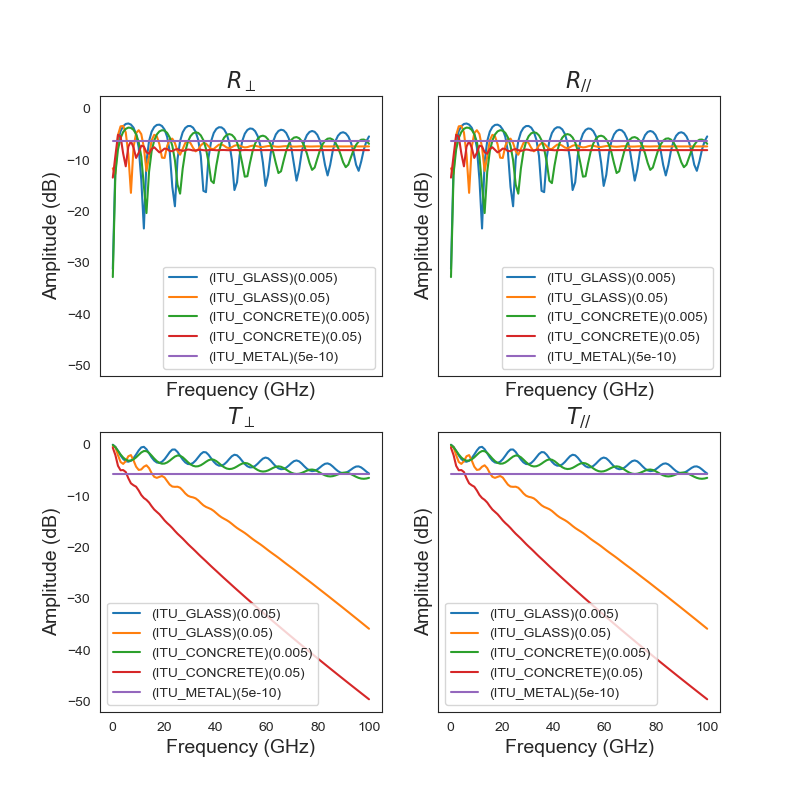 R⊥
R//
0
−10
−20
−30
−40
−50
Amplitude (dB)
Amplitude (dB)
(ITU_GLASS)(0.005)
(ITU_GLASS)(0.05)
(ITU_CONCRETE)(0.005)
(ITU_CONCRETE)(0.05)
(ITU_METAL)(5e-10)
(ITU_GLASS)(0.005)
(ITU_GLASS)(0.05)
(ITU_CONCRETE)(0.005)
(ITU_CONCRETE)(0.05)
(ITU_METAL)(5e-10)
Frequency (GHz)
Frequency (GHz)
T⊥
T//
0
−10
−20
−30
−40
−50
Amplitude (dB)
Amplitude (dB)
(ITU_GLASS)(0.005)
(ITU_GLASS)(0.05)
(ITU_CONCRETE)(0.005)
(ITU_CONCRETE)(0.05)
(ITU_METAL)(5e-10)
(ITU_GLASS)(0.005)
(ITU_GLASS)(0.05)
(ITU_CONCRETE)(0.005)
(ITU_CONCRETE)(0.05)
(ITU_METAL)(5e-10)
0 20 40 60 80 100
0 20 40 60 80 100
Frequency (GHz)
Frequency (GHz)